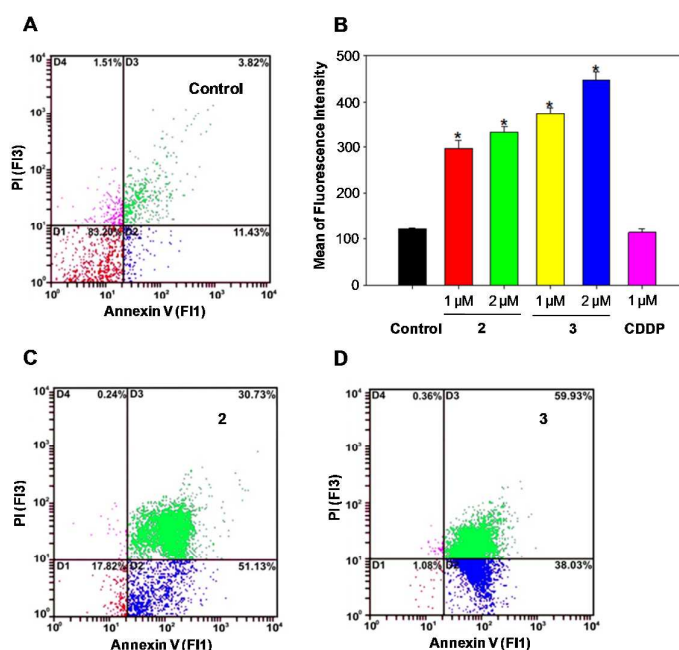 A
B
D4 1.51% D3 3.82%
Control
PI (Fl3)
D1 83.20% D2 11.43%
10⁰ 10¹ 10² 10³ 10⁴
10⁴
10³
10²
10¹
10⁰
Annexin V (Fl1)
Mean of Fluorescence Intensity
500
400
300
200
100
0
* * * *
1 µM 2 µM 1 µM 2 µM 1 µM
Control 2 3 CDDP
C
D
D4 0.24% D3 30.73%
2
PI (Fl3)
D1 17.82% D2 51.13%
10⁴
10³
10²
10¹
10⁰
10⁰ 10¹ 10² 10³ 10⁴
Annexin V (Fl1)
D4 0.36% D3 59.93%
3
PI (Fl3)
D1 1.08% 38.03%
10⁴
10³
10²
10¹
10⁰
10⁰ 10¹ 10² 10³ 10⁴
Annexin V (Fl1)